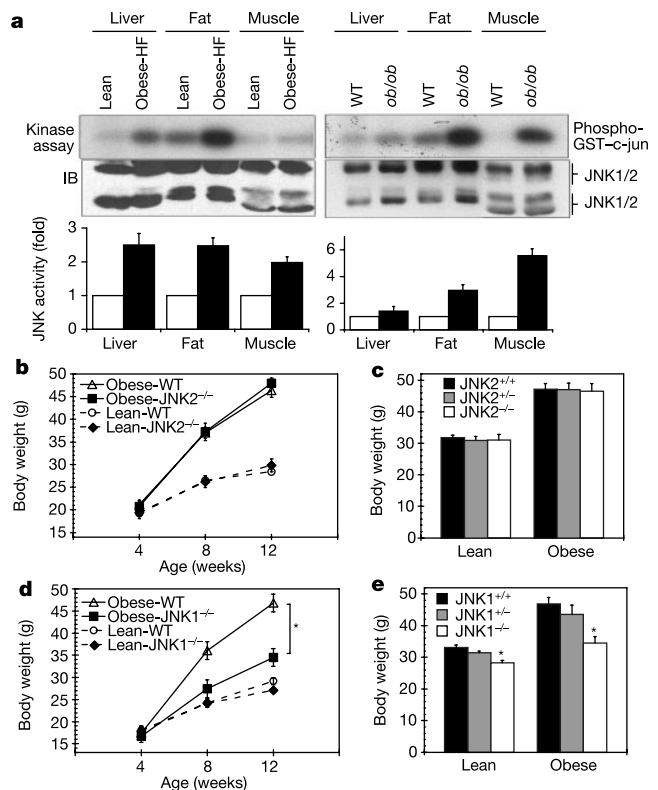 a
Liver Fat Muscle
Lean Obese-HF Lean Obese-HF Lean Obese-HF
Kinase assay
IB
JNK activity (fold)
3
2
1
0
Liver Fat Muscle
Liver Fat Muscle
WT ob/ob WT ob/ob WT ob/ob
Phospho-GST–c-jun
JNK1/2
JNK1/2
6
4
2
0
Liver Fat Muscle
b
Body weight (g)
50
45
40
35
30
25
20
15
Obese-WT
Obese-JNK2−/−
Lean-WT
Lean-JNK2−/−
4 8 12
Age (weeks)
c
Body weight (g)
50
40
30
20
10
0
JNK2+/+
JNK2+/−
JNK2−/−
Lean Obese
d
Body weight (g)
50
45
40
35
30
25
20
15
Obese-WT
Obese-JNK1−/−
Lean-WT
Lean-JNK1−/−
*
4 8 12
Age (weeks)
e
Body weight (g)
50
40
30
20
10
0
JNK1+/+
JNK1+/−
JNK1−/−
* *
Lean Obese